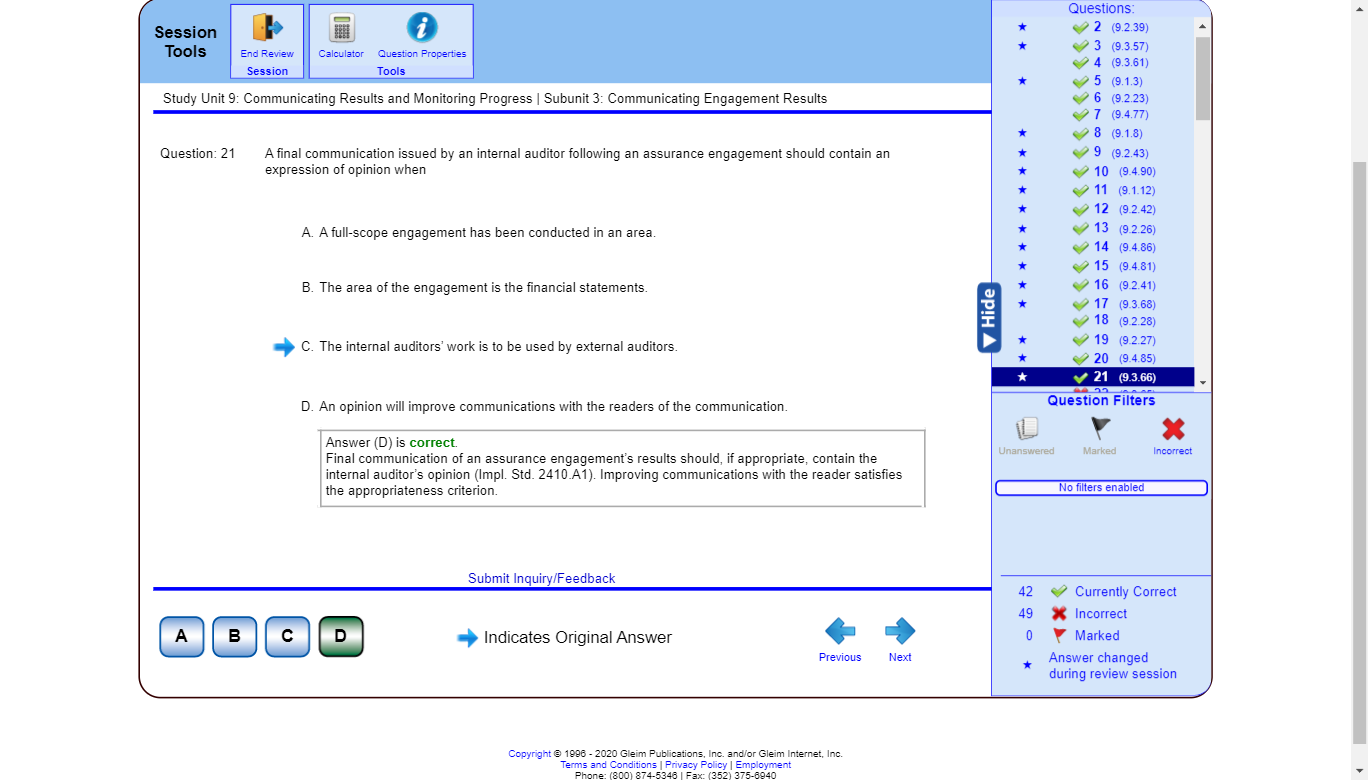 Session
Tools
End Review
Session
Calculator
Question Properties
Tools
Study Unit 9: Communicating Results and Monitoring Progress | Subunit 3: Communicating Engagement Results
Question: 21
A final communication issued by an internal auditor following an assurance engagement should contain an
expression of opinion when
A. A full-scope engagement has been conducted in an area.
B. The area of the engagement is the financial statements.
C. The internal auditors' work is to be used by external auditors.
D. An opinion will improve communications with the readers of the communication.
Answer (D) is correct.
Final communication of an assurance engagement's results should, if appropriate, contain the
internal auditor's opinion (Impl. Std. 2410.A1). Improving communications with the reader satisfies
the appropriateness criterion.
Submit Inquiry/Feedback
A
B
C
D
Indicates Original Answer
Previous
Next
Hide
Questions:
2 (9.2.39)
3 (9.3.57)
4 (9.3.61)
5 (9.1.3)
6 (9.2.23)
7 (9.4.77)
8 (9.1.8)
9 (9.2.43)
10 (9.4.90)
11 (9.1.12)
12 (9.2.42)
13 (9.2.26)
14 (9.4.86)
15 (9.4.81)
16 (9.2.41)
17 (9.3.68)
18 (9.2.28)
19 (9.2.27)
20 (9.4.85)
21 (9.3.66)
Question Filters
Unanswered
Marked
Incorrect
No filters enabled
42 Currently Correct
49 Incorrect
0 Marked
Answer changed
during review session
Copyright © 1996 - 2020 Gleim Publications, Inc. and/or Gleim Internet, Inc.
Terms and Conditions | Privacy Policy | Employment
Phone: (800) 874-5346 | Fax: (352) 375-6940